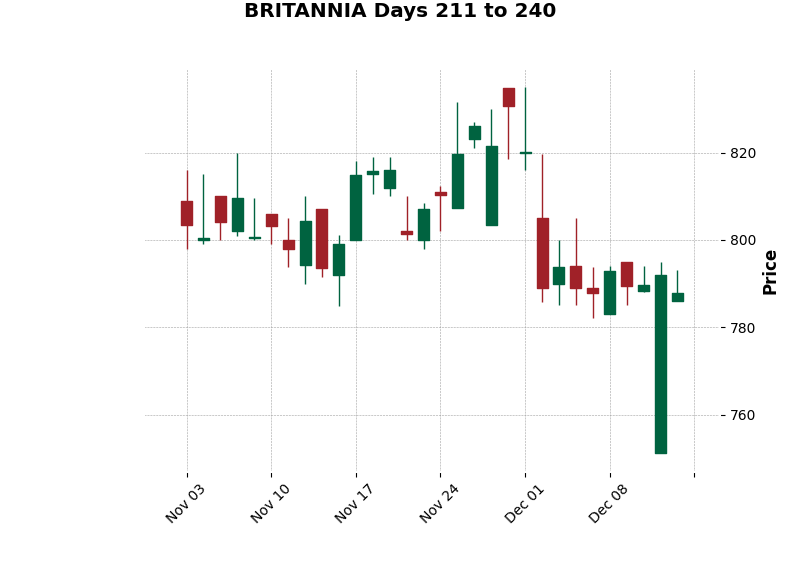 BRITANNIA Days 211 to 240
820
800
780
760
Price
Nov 03
Nov 10
Nov 17
Nov 24
Dec 01
Dec 08